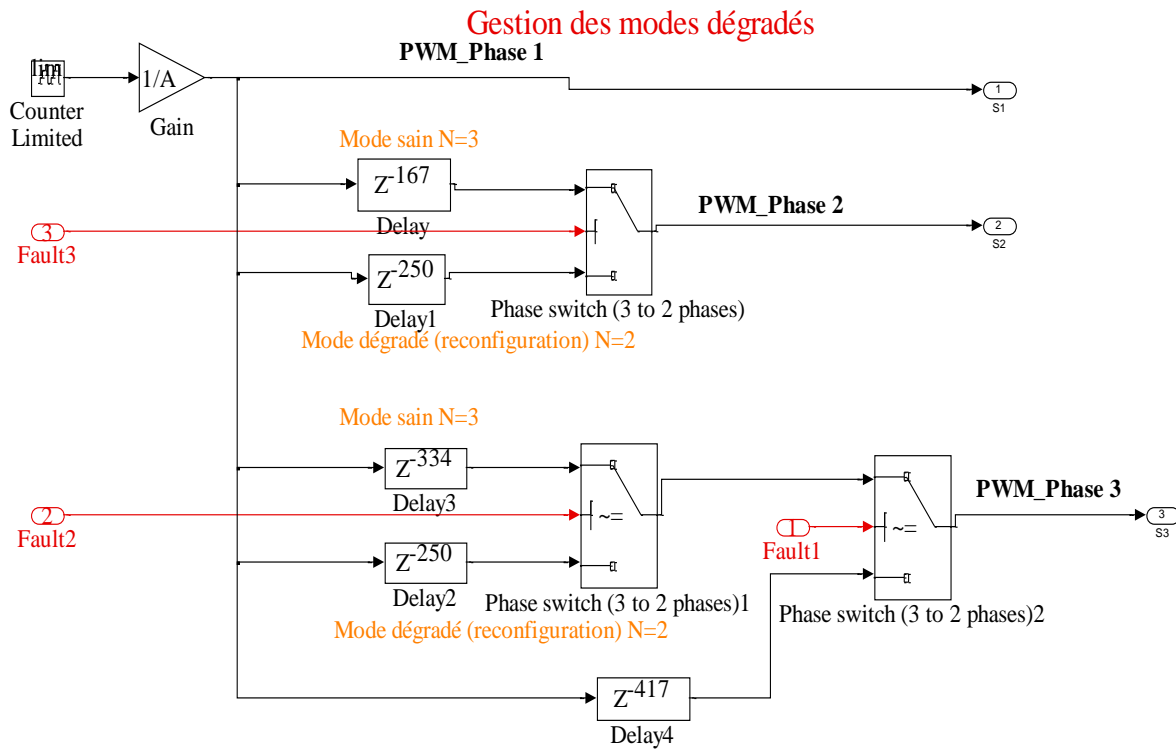 Gestion des modes dégradés
PWM_Phase 1
lim
1/A
Counter
Limited
Gain
1
S1
Mode sain N=3
Z-167
Delay
PWM_Phase 2
2
S2
3
Fault3
Z-250
Delay1
Phase switch (3 to 2 phases)
Mode dégradé (reconfiguration) N=2
Mode sain N=3
Z-334
Delay3
~=
PWM_Phase 3
3
S3
2
Fault2
1
Fault1
~=
Z-250
Delay2
Phase switch (3 to 2 phases)1
Phase switch (3 to 2 phases)2
Mode dégradé (reconfiguration) N=2
Z-417
Delay4